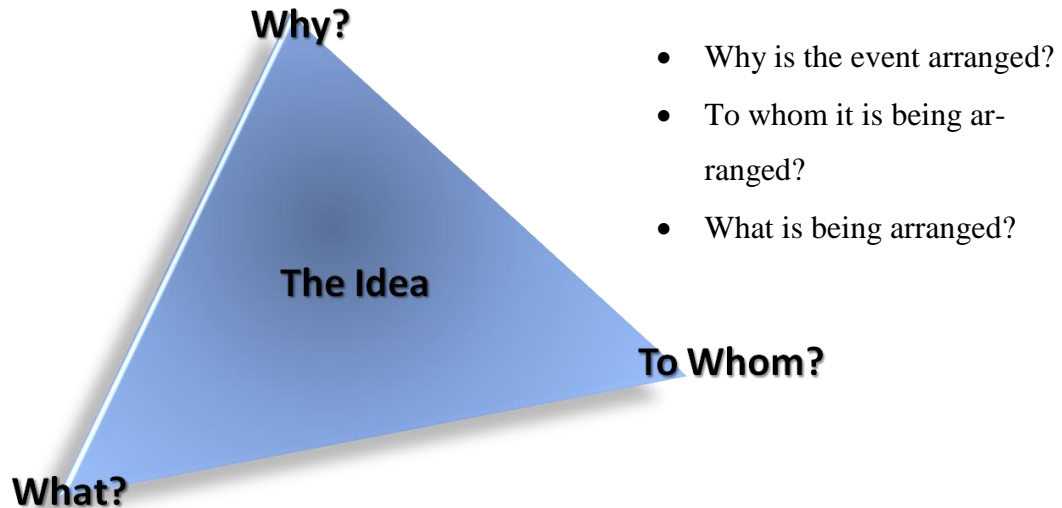 Why?
The Idea
To Whom?
What?
• Why is the event arranged?
• To whom it is being ar-
ranged?
• What is being arranged?